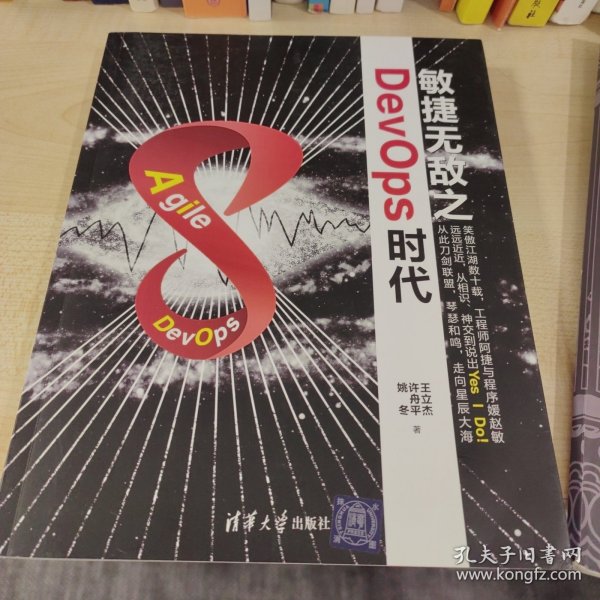 敏捷无敌之
DevOps时代
笑傲江湖数十载，工程师阿捷与程序媛赵敏
远远近近，从相识、神交到说出Yes I Do!
从此刀剑联盟，琴瑟和鸣，走向星辰大海
Agile
DevOps
王立杰
许舟平
姚冬
著
清华大学出版社
孔夫子旧书网
www.kongfz.com